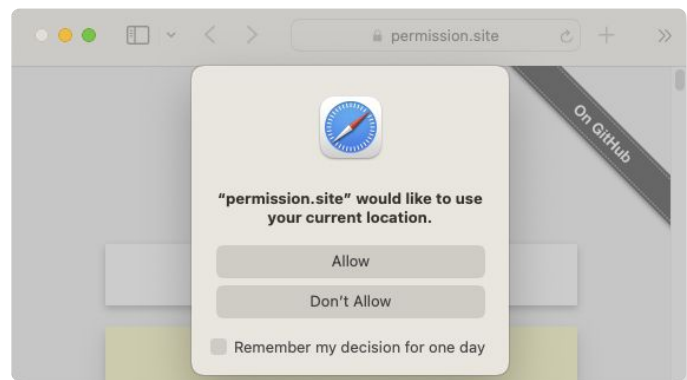 permission.site
On GitHub
“permission.site” would like to use
your current location.
Allow
Don't Allow
Remember my decision for one day